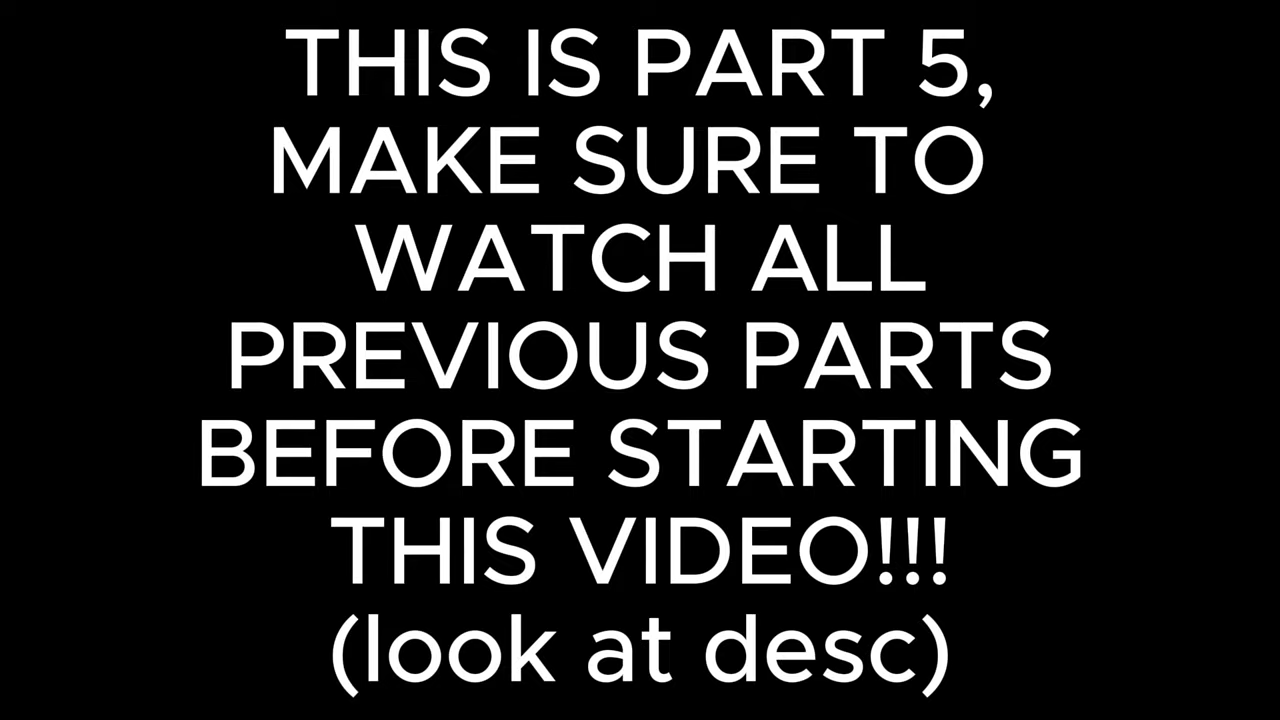 THIS IS PART 5,
MAKE SURE TO
WATCH ALL
PREVIOUS PARTS
BEFORE STARTING
THIS VIDEO!!!
(look at desc)